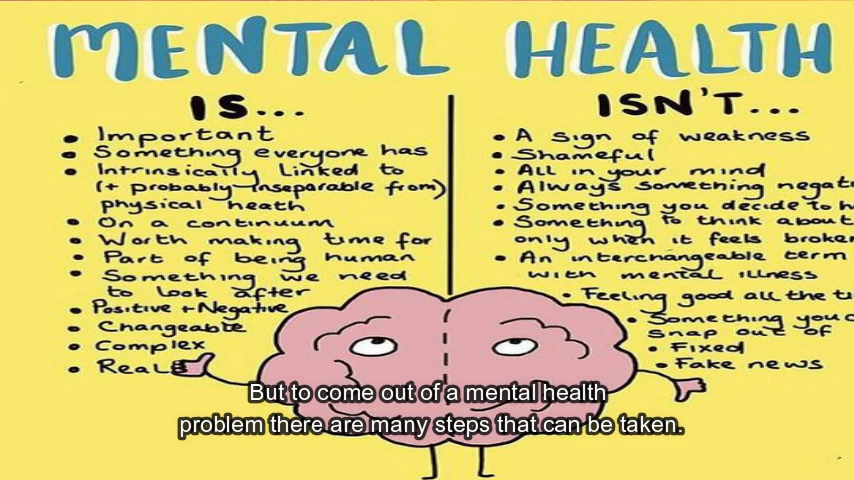 MENTAL HEALTH
IS...
• Important
• Something everyone has
• Intrinsically linked to
(+ probably inseparable from)
physical heath
• On a continuum
• Worth making time for
• Part of being human
• Something we need
to look after
• Positive + Negative
• Changeable
• Complex
• Real
ISN'T...
• A sign of weakness
• Shameful
• All in your mind
• Always something
• Something you decide to
• Something to think about
only when it feels
• An interchangeable term
with mental illness
• Feeling good all the
• Something
snap out of
• Fixed
• Fake news
But to come out of a mental health
problem there are many steps that can be taken.